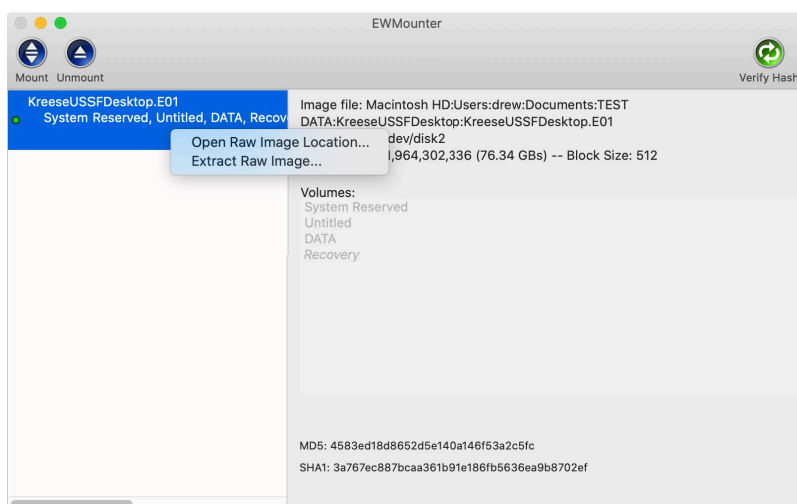 EWMounter
Mount Unmount
Verify Hash
KreeseUSSFDesktop.E01
System Reserved, Untitled, DATA, Recov
Open Raw Image Location...
Extract Raw Image...
Image file: Macintosh HD:Users:drew:Documents:TEST
DATA:KreeseUSSFDesktop:KreeseUSSFDesktop.E01
dev/disk2
,964,302,336 (76.34 GBs) -- Block Size: 512
Volumes:
System Reserved
Untitled
DATA
Recovery
MD5: 4583ed18d8652d5e140a146f53a2c5fc
SHA1: 3a767ec887bcaa361b91e186fb5636ea9b8702ef